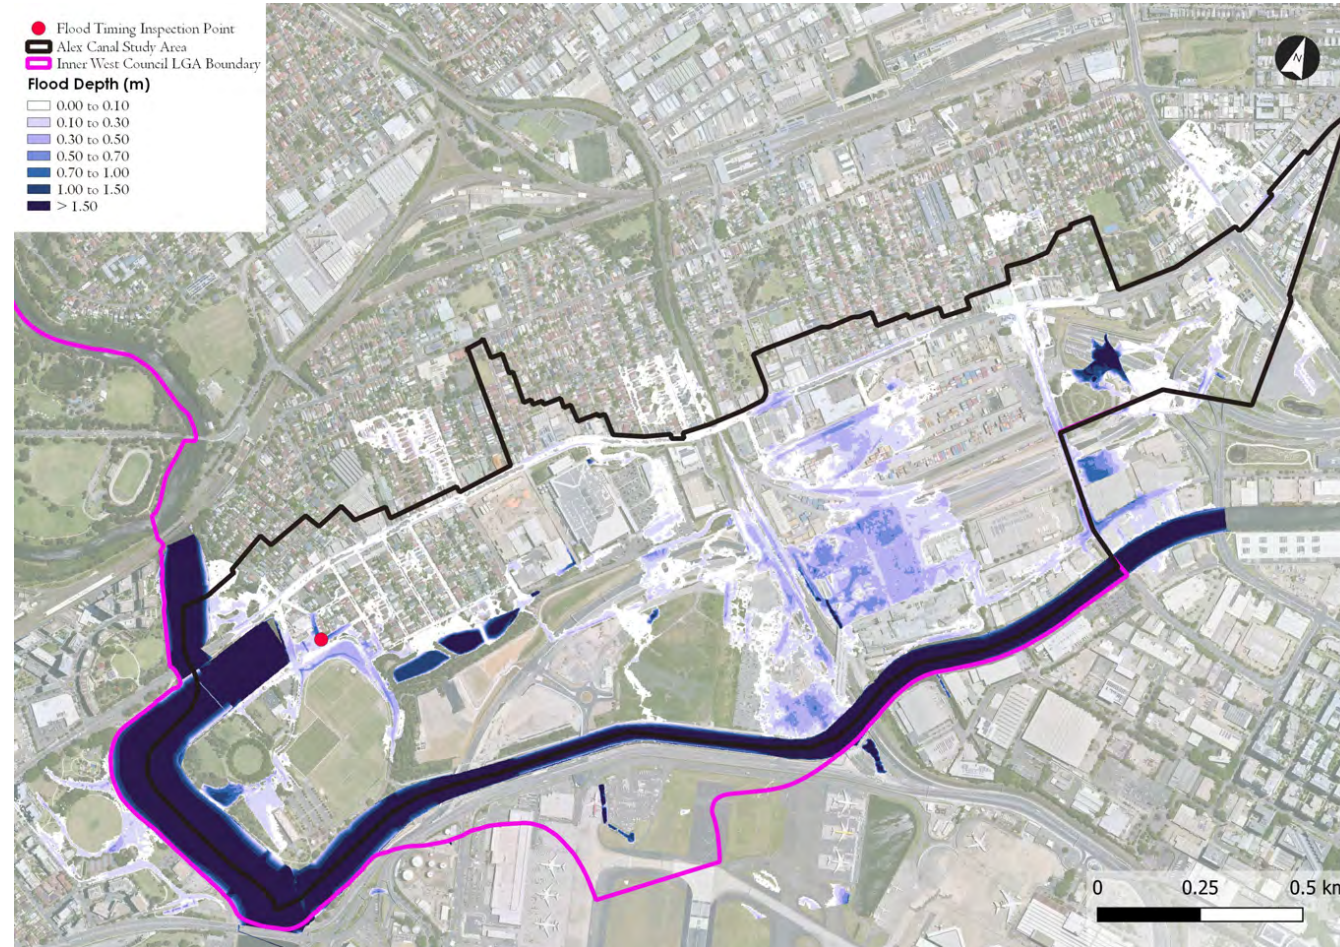 Flood Timing Inspection Point
Alex Canal Study Area
Inner West Council LGA Boundary
Flood Depth (m)
0.00 to 0.10
0.10 to 0.30
0.30 to 0.50
0.50 to 0.70
0.70 to 1.00
1.00 to 1.50
> 1.50
N
0 0.25 0.5 km